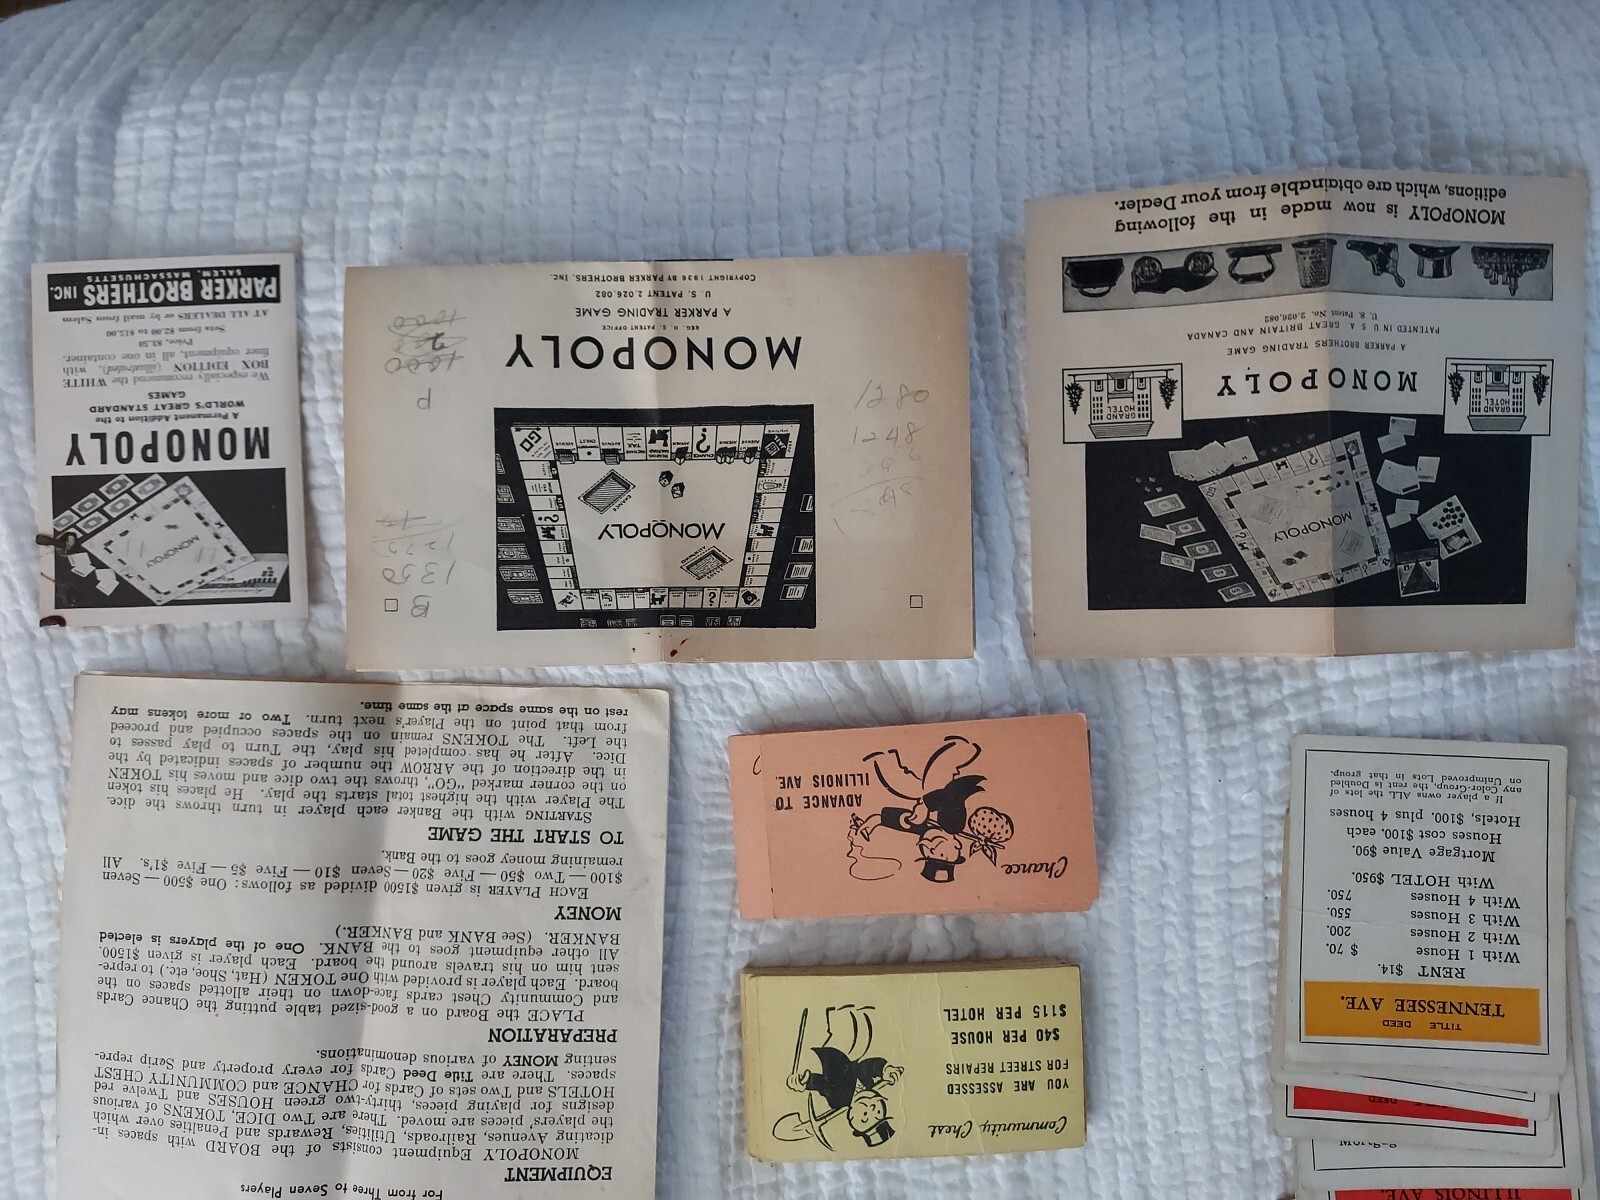 MONOPOLY
A Permanent Addition to the
WORLD'S GREAT STANDARD
GAMES
We especially recommend the WHITE
BOX EDITION (illustrated), with
finer equipment, all in one container.
Price, $3.50
Sets from $2.00 to $15.00
AT ALL DEALERS or by mail from Salem
PARKER BROTHERS INC.
SALEM, MASSACHUSETTS
B
1350
1275
P
1000
1000
1280
1248
MONOPOLY
GO
MONOPOLY
REG. U. S. PATENT OFFICE
A PARKER TRADING GAME
U. S. PATENT 2,026,082
COPYRIGHT 1936 BY PARKER BROTHERS, INC.
MONOPOLY
GRAND
HOTEL
GRAND
HOTEL
MONOPOLY
A PARKER BROTHERS TRADING GAME
PATENTED IN U S A, GREAT BRITAIN AND CANADA
U. S. Patent No. 2,026,082
MONOPOLY is now made in the following
editions, which are obtainable from your Dealer.
For from Three to Seven Players
EQUIPMENT
MONOPOLY Equipment consists of the BOARD with spaces in-
dicating Avenues, Railroads, Utilities, Rewards and Penalties over which
the players' pieces are moved. There are Two DICE, TOKENS of various
designs for playing pieces, thirty-two green HOUSES and Twelve red
HOTELS and Two sets of Cards for CHANCE and COMMUNITY CHEST
spaces. There are Title Deed Cards for every property and Scrip repre-
senting MONEY of various denominations.
PREPARATION
PLACE the Board on a good-sized table putting the Chance Cards
and Community Chest cards face-down on their allotted spaces on the
board. Each player is provided with One TOKEN (Hat, Shoe, etc.) to repre-
sent him on his travels around the board. Each player is given $1500.
All other equipment goes to the BANK. One of the players is elected
BANKER. (See BANK and BANKER.)
MONEY
EACH PLAYER is given $1500 divided as follows: One $500 — Seven
$100 — Two $50 — Five $20 — Seven $10 — Five $5 — Five $1's. All
remaining money goes to the Bank.
TO START THE GAME
STARTING with the Banker each player in turn throws the dice.
The Player with the highest total starts the play. He places his token
on the corner marked "GO", throws the two dice and moves his TOKEN
in the direction of the ARROW the number of spaces indicated by the
Dice. After he has completed his play, the Turn to play passes to
the Left. The TOKENS remain on the spaces occupied and proceed
from that point on the Player's next turn. Two or more tokens may
rest on the same space at the same time.
Chance
ADVANCE TO
ILLINOIS AVE.
Community Chest
YOU ARE ASSESSED
FOR STREET REPAIRS
$40 PER HOUSE
$115 PER HOTEL
TITLE DEED
TENNESSEE AVE.
RENT $14.
With 1 House $ 70.
With 2 Houses 200.
With 3 Houses 550.
With 4 Houses 750
With HOTEL $950.
Mortgage Value $90.
Houses cost $100. each
Hotels, $100. plus 4 houses
If a player owns ALL the lots of
any Color-Group, the rent is Doubled
on Unimproved Lots in that group.
TITLE DEED
ILLINOIS AVE.